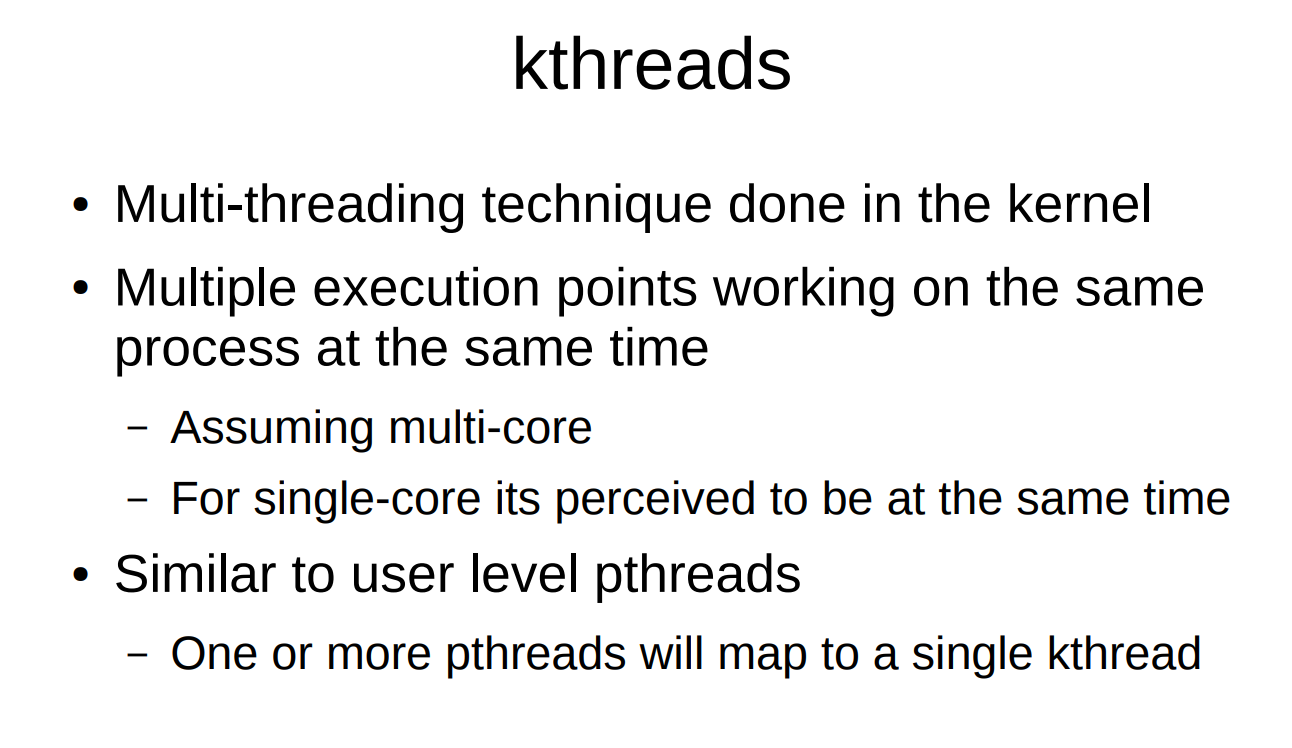 kthreads
• Multi-threading technique done in the kernel
• Multiple execution points working on the same
process at the same time
– Assuming multi-core
– For single-core its perceived to be at the same time
• Similar to user level pthreads
– One or more pthreads will map to a single kthread